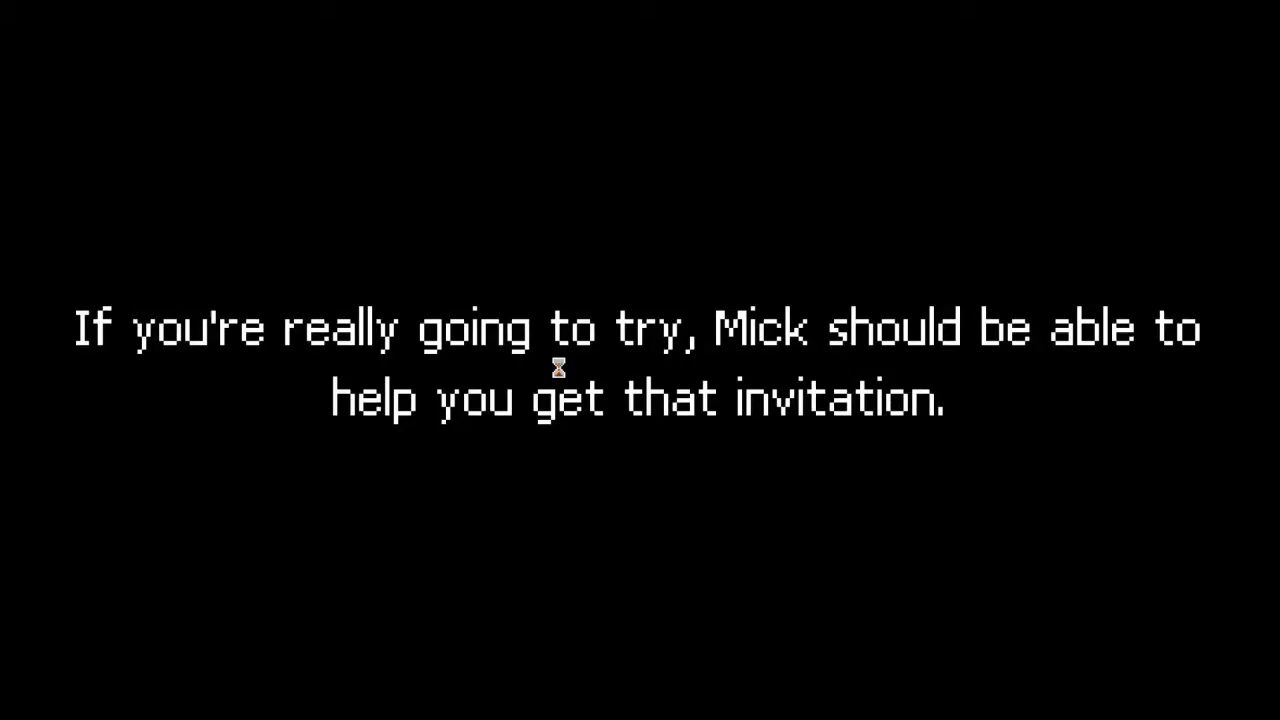 If you're really going to try, Mick should be able to
help you get that invitation.